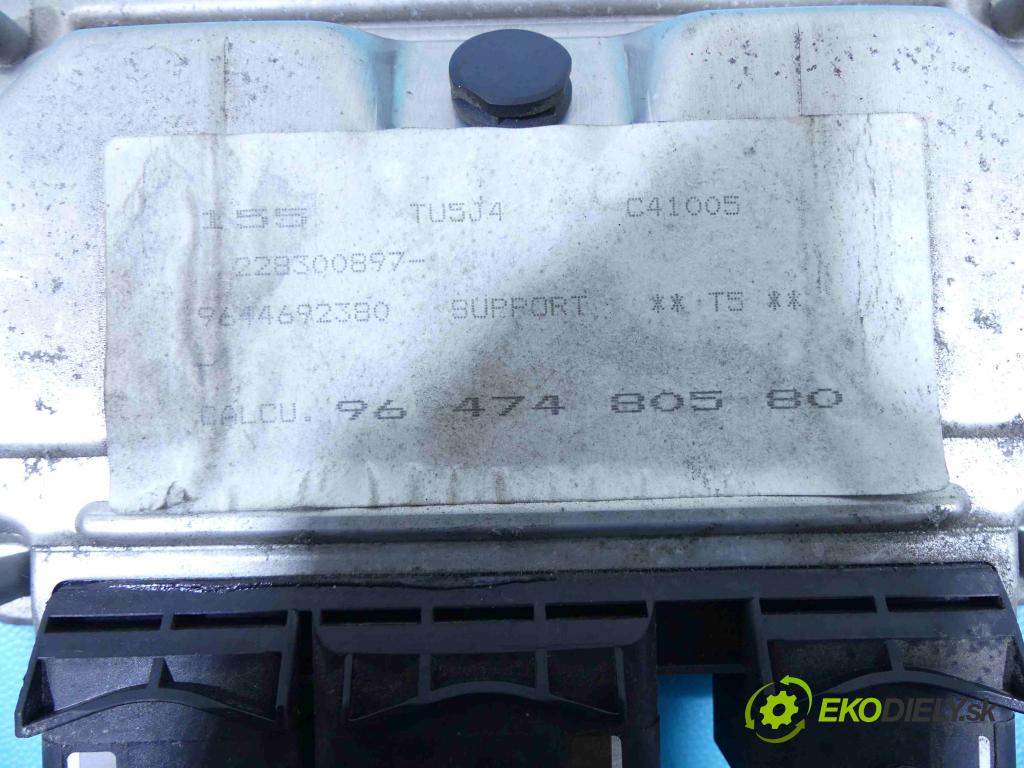 155 TU5J4 C41005
228300897-
9644692380 SUPPORT ** T5 **
CALCU. 96 474 805 80
EKODIELY.SK